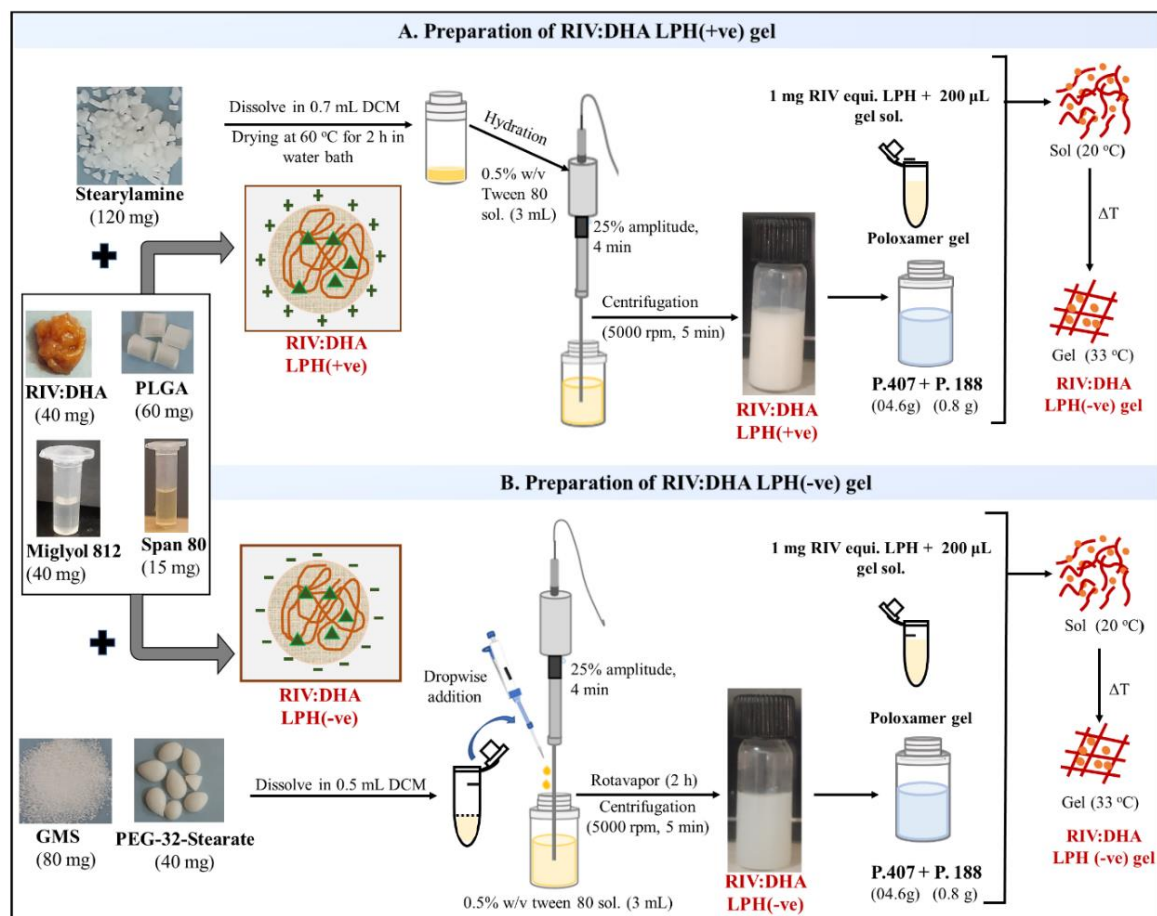 A. Preparation of RIV:DHA LPH(+ve) gel
Stearylamine
(120 mg)
Dissolve in 0.7 mL DCM
Drying at 60 °C for 2 h in
water bath
Hydration
0.5% w/v
Tween 80
sol. (3 mL)
25% amplitude,
4 min
RIV:DHA
LPH(+ve)
Centrifugation
(5000 rpm, 5 min)
RIV:DHA
LPH(+ve)
1 mg RIV equi. LPH + 200 µL
gel sol.
Poloxamer gel
P.407 + P. 188
(04.6g) (0.8 g)
Sol (20 °C)
ΔT
Gel (33 °C)
RIV:DHA
LPH(-ve) gel
RIV:DHA
(40 mg)
PLGA
(60 mg)
Miglyol 812
(40 mg)
Span 80
(15 mg)
B. Preparation of RIV:DHA LPH(-ve) gel
RIV:DHA
LPH(-ve)
GMS
(80 mg)
PEG-32-Stearate
(40 mg)
Dissolve in 0.5 mL DCM
Dropwise
addition
25% amplitude,
4 min
0.5% w/v tween 80 sol. (3 mL)
Rotavapor (2 h)
Centrifugation
(5000 rpm, 5 min)
RIV:DHA
LPH(-ve)
1 mg RIV equi. LPH + 200 µL
gel sol.
Poloxamer gel
P.407 + P. 188
(04.6g) (0.8 g)
Sol (20 °C)
ΔT
Gel (33 °C)
RIV:DHA
LPH (-ve) gel